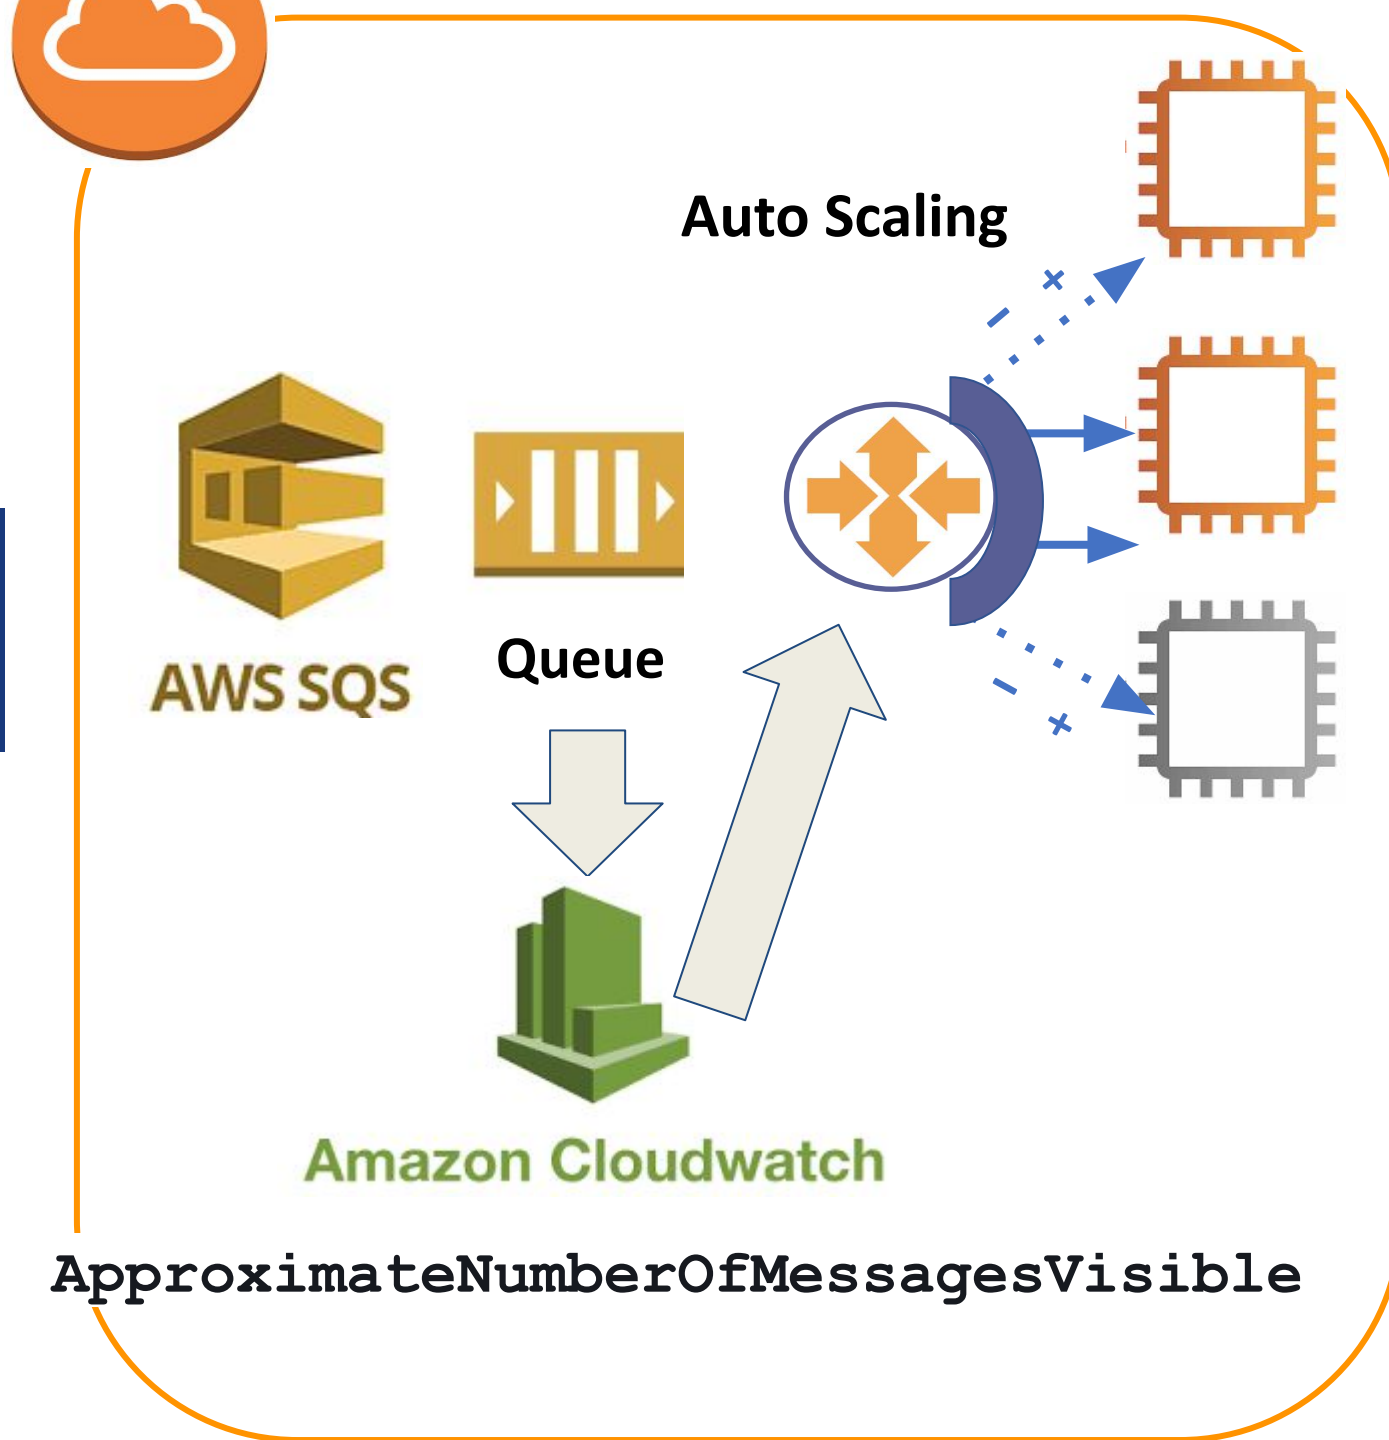 Auto Scaling
AWS SQS
Queue
Amazon Cloudwatch
ApproximateNumberOfMessagesVisible